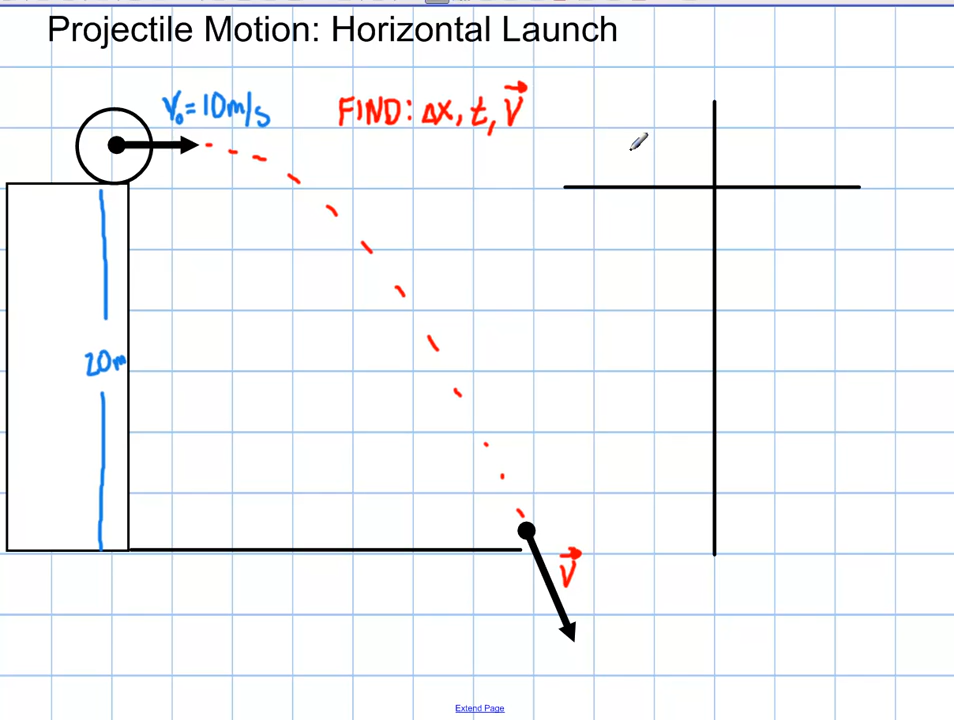 Projectile Motion: Horizontal Launch
V₀ = 10m/s
FIND: Δx, t, V⃗
20m
V⃗
Extend Page